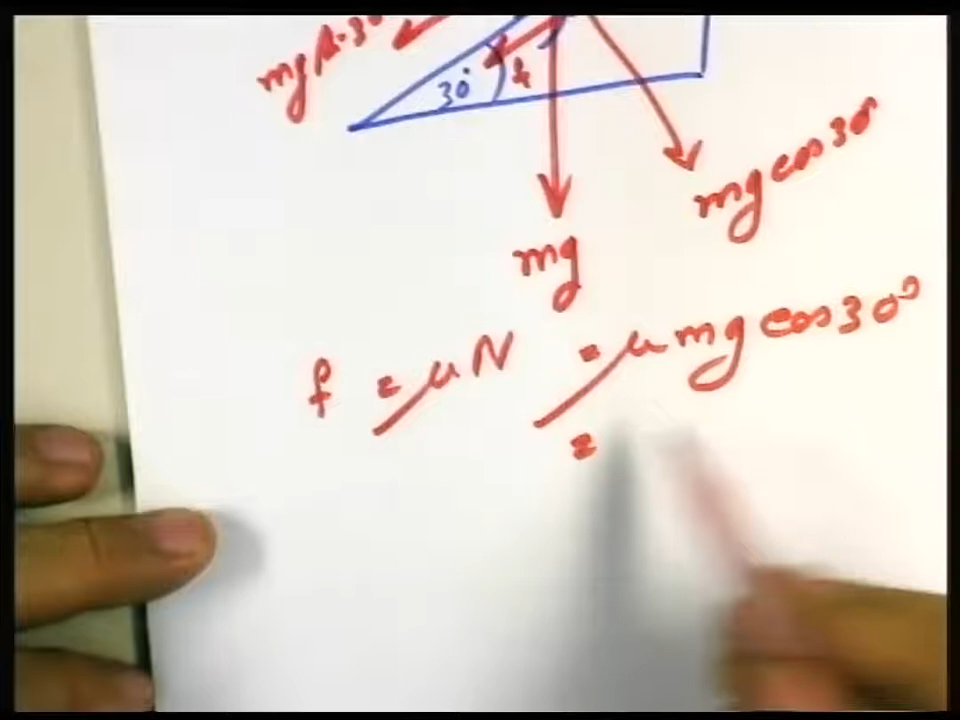 mg sin 30°
30°
mg cos 30°
mg
f = μN = μ mg cos 30°
=